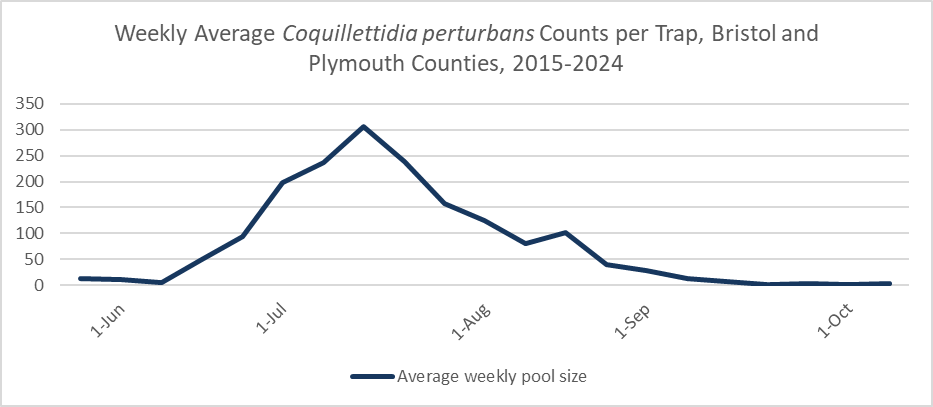 Weekly Average Coquillettidia perturbans Counts per Trap, Bristol and
Plymouth Counties, 2015-2024
350
300
250
200
150
100
50
0
1-Jun
1-Jul
1-Aug
1-Sep
1-Oct
Average weekly pool size